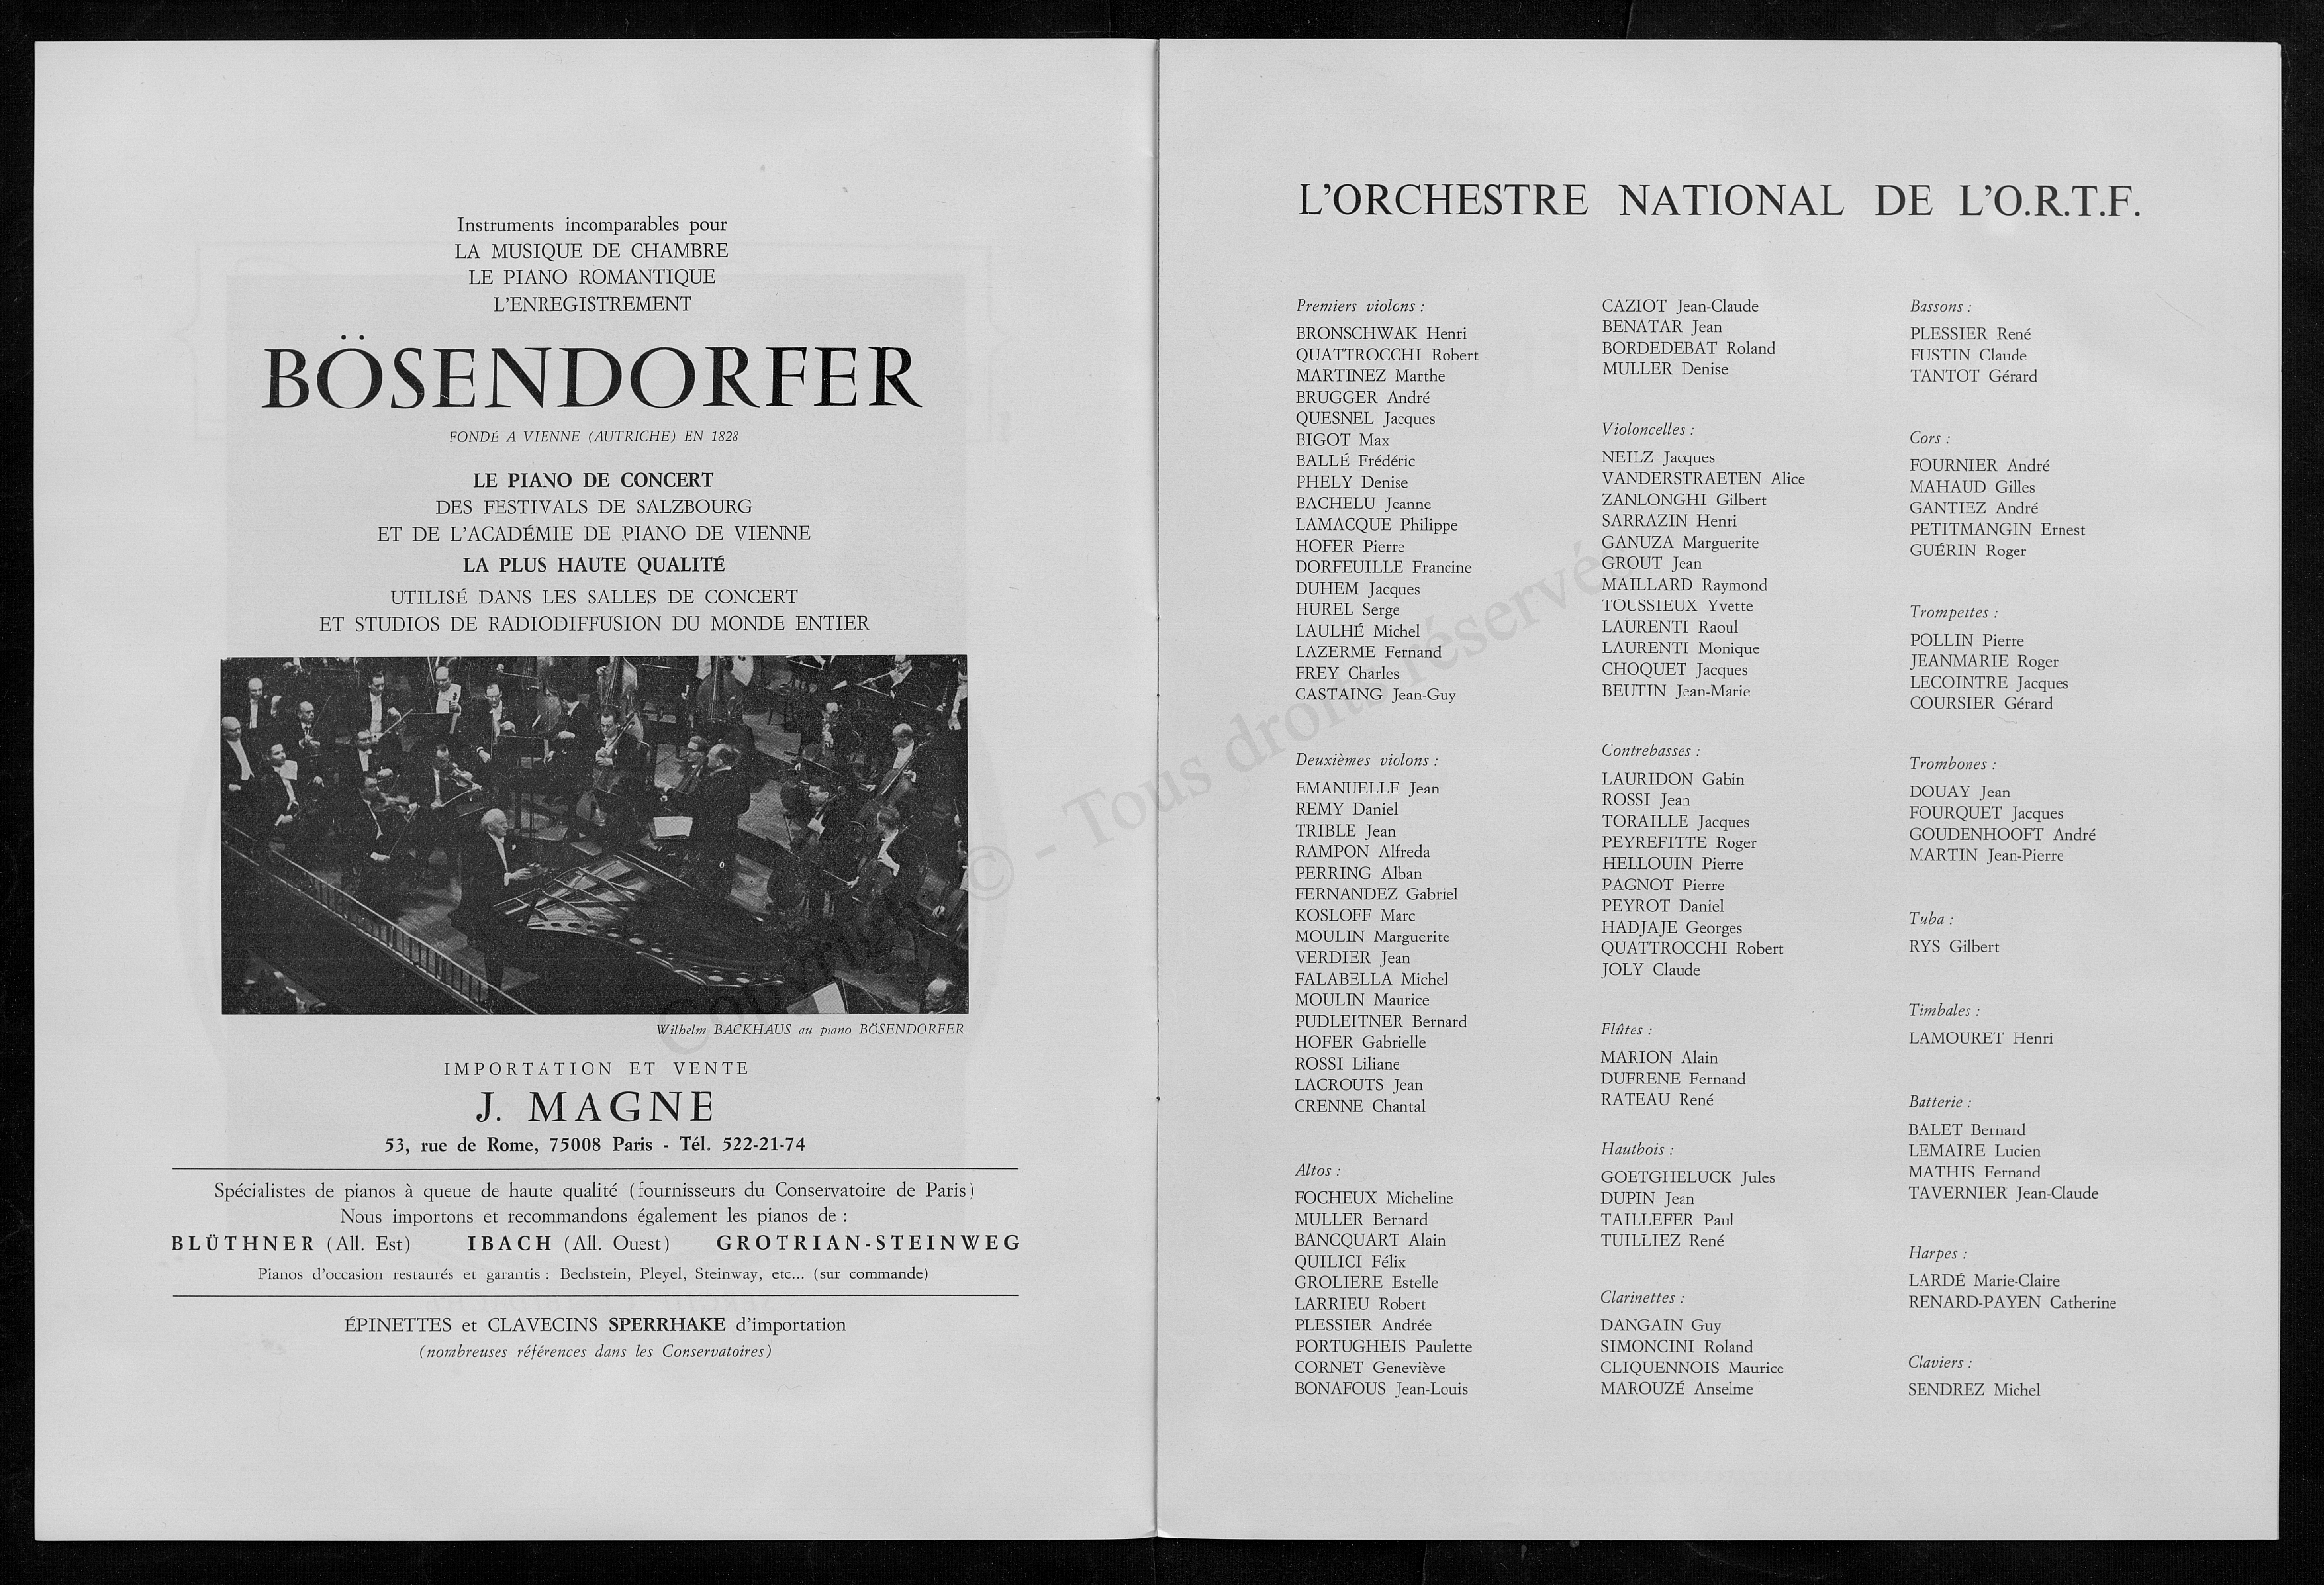 Instruments incomparables pour
LA MUSIQUE DE CHAMBRE
LE PIANO ROMANTIQUE
L'ENREGISTREMENT
BÖSENDORFER
FONDÉ A VIENNE (AUTRICHE) EN 1828
LE PIANO DE CONCERT
DES FESTIVALS DE SALZBOURG
ET DE L'ACADÉMIE DE PIANO DE VIENNE
LA PLUS HAUTE QUALITÉ
UTILISÉ DANS LES SALLES DE CONCERT
ET STUDIOS DE RADIODIFFUSION DU MONDE ENTIER
Wilhelm BACKHAUS au piano BÖSENDORFER
IMPORTATION ET VENTE
J. MAGNE
53, rue de Rome, 75008 Paris - Tél. 522-21-74
Spécialistes de pianos à queue de haute qualité (fournisseurs du Conservatoire de Paris)
Nous importons et recommandons également les pianos de :
BLÜTHNER (All. Est) IBACH (All. Ouest) GROTRIAN-STEINWEG
Pianos d'occasion restaurés et garantis : Bechstein, Pleyel, Steinway, etc... (sur commande)
ÉPINETTES et CLAVECINS SPERRHAKE d'importation
(nombreuses références dans les Conservatoires)
L'ORCHESTRE NATIONAL DE L'O.R.T.F.
Premiers violons :
BRONSCHWAK Henri
QUATTROCCHI Robert
MARTINEZ Marthe
BRUGGER André
QUESNEL Jacques
BIGOT Max
BALLÉ Frédéric
PHELY Denise
BACHELU Jeanne
LAMACQUE Philippe
HOFER Pierre
DORFEUILLE Francine
DUHEM Jacques
HUREL Serge
LAULHÉ Michel
LAZERME Fernand
FREY Charles
CASTAING Jean-Guy
Deuxièmes violons :
EMANUELLE Jean
REMY Daniel
TRIBLE Jean
RAMPON Alfreda
PERRING Alban
FERNANDEZ Gabriel
KOSLOFF Marc
MOULIN Marguerite
VERDIER Jean
FALABELLA Michel
MOULIN Maurice
PUDLEITNER Bernard
HOFER Gabrielle
ROSSI Liliane
LACROUTS Jean
CRENNE Chantal
Altos :
FOCHEUX Micheline
MULLER Bernard
BANCQUART Alain
QUILICI Félix
GROLIERE Estelle
LARRIEU Robert
PLESSIER Andrée
PORTUGHEIS Paulette
CORNET Geneviève
BONAFOUS Jean-Louis
CAZIOT Jean-Claude
BENATAR Jean
BORDEDEBAT Roland
MULLER Denise
Violoncelles :
NEILZ Jacques
VANDERSTRAETEN Alice
ZANLONGHI Gilbert
SARRAZIN Henri
GANUZA Marguerite
GROUT Jean
MAILLARD Raymond
TOUSSIEUX Yvette
LAURENTI Raoul
LAURENTI Monique
CHOQUET Jacques
BEUTIN Jean-Marie
Contrebasses :
LAURIDON Gabin
ROSSI Jean
TORAILLE Jacques
PEYREFITTE Roger
HELLOUIN Pierre
PAGNOT Pierre
PEYROT Daniel
HADJAJE Georges
QUATTROCCHI Robert
JOLY Claude
Flûtes :
MARION Alain
DUFRENE Fernand
RATEAU René
Hautbois :
GOETGHELUCK Jules
DUPIN Jean
TAILLEFER Paul
TUILLIEZ René
Clarinettes :
DANGAIN Guy
SIMONCINI Roland
CLIQUENNOIS Maurice
MAROUZÉ Anselme
Bassons :
PLESSIER René
FUSTIN Claude
TANTOT Gérard
Cors :
FOURNIER André
MAHAUD Gilles
GANTIEZ André
PETITMANGIN Ernest
GUÉRIN Roger
Trompettes :
POLLIN Pierre
JEANMARIE Roger
LECOINTRE Jacques
COURSIER Gérard
Trombones :
DOUAY Jean
FOURQUET Jacques
GOUDENHOOFT André
MARTIN Jean-Pierre
Tuba :
RYS Gilbert
Timbales :
LAMOURET Henri
Batterie :
BALET Bernard
LEMAIRE Lucien
MATHIS Fernand
TAVERNIER Jean-Claude
Harpes :
LARDÉ Marie-Claire
RENARD-PAYEN Catherine
Claviers :
SENDREZ Michel
Copyright © - Tous droits réservés